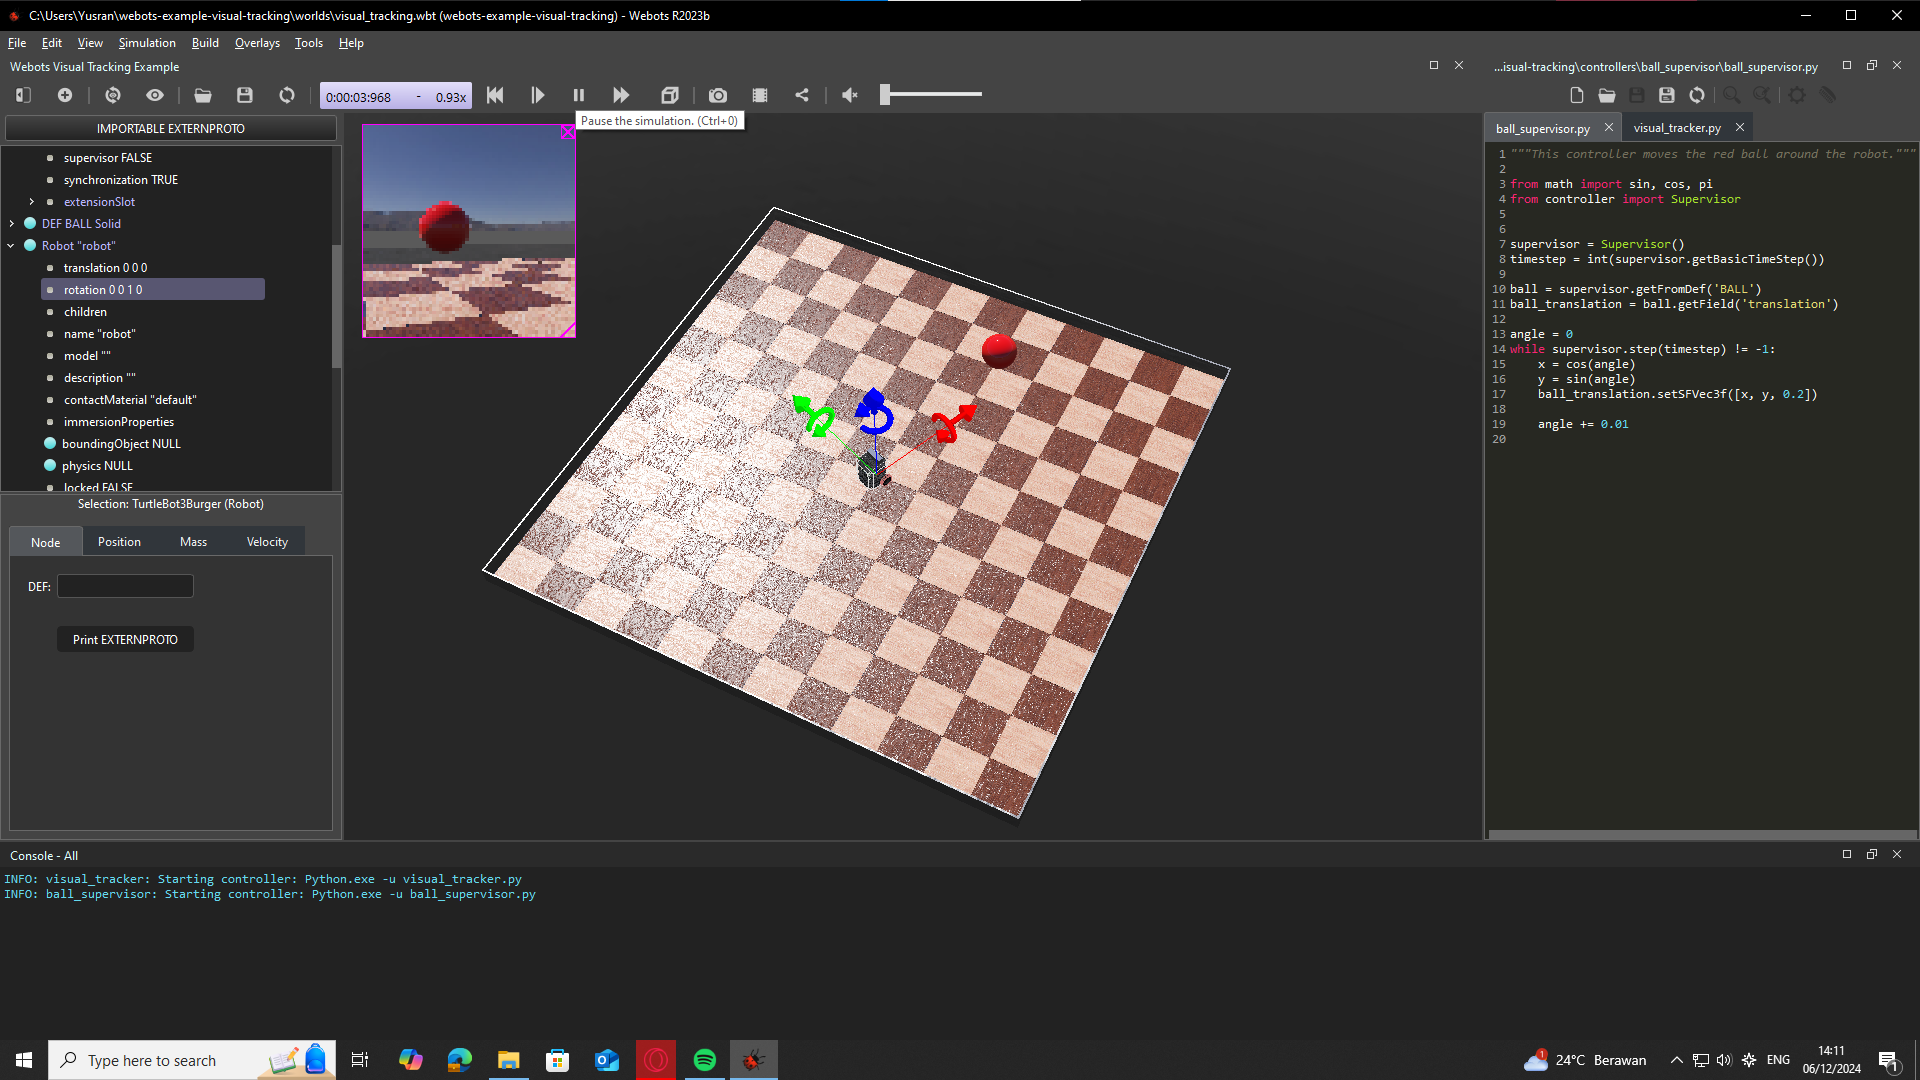 C:\Users\Yusran\webots-example-visual-tracking\worlds\visual_tracking.wbt (webots-example-visual-tracking) - Webots R2023b
File Edit View Simulation Build Overlays Tools Help
Webots Visual Tracking Example
0:00:03:968 - 0.93x
Pause the simulation. (Ctrl+0)
IMPORTABLE EXTERNPROTO
supervisor FALSE
synchronization TRUE
extensionSlot
DEF BALL Solid
Robot "robot"
translation 0 0 0
rotation 0 0 1 0
children
name "robot"
model ""
description ""
contactMaterial "default"
immersionProperties
boundingObject NULL
physics NULL
locked FALSE
Selection: TurtleBot3Burger (Robot)
Node Position Mass Velocity
DEF:
Print EXTERNPROTO
...isual-tracking\controllers\ball_supervisor\ball_supervisor.py
ball_supervisor.py visual_tracker.py
1 """This controller moves the red ball around the robot."""
2
3 from math import sin, cos, pi
4 from controller import Supervisor
5
6
7 supervisor = Supervisor()
8 timestep = int(supervisor.getBasicTimeStep())
9
10 ball = supervisor.getFromDef('BALL')
11 ball_translation = ball.getField('translation')
12
13 angle = 0
14 while supervisor.step(timestep) != -1:
15 x = cos(angle)
16 y = sin(angle)
17 ball_translation.setSFVec3f([x, y, 0.2])
18
19 angle += 0.01
20
Console - All
INFO: visual_tracker: Starting controller: Python.exe -u visual_tracker.py
INFO: ball_supervisor: Starting controller: Python.exe -u ball_supervisor.py
Type here to search
1
24°C Berawan
ENG
14:11
06/12/2024
1